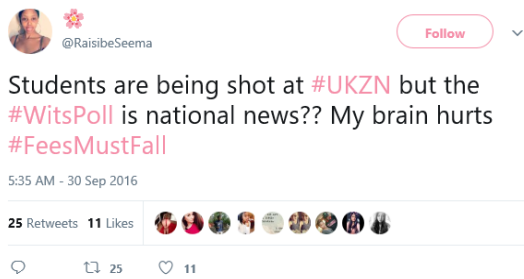 🌸
@RaisibeSeema
Follow
Students are being shot at #UKZN but the
#WitsPoll is national news?? My brain hurts
#FeesMustFall
5:35 AM - 30 Sep 2016
25 Retweets 11 Likes
25 11